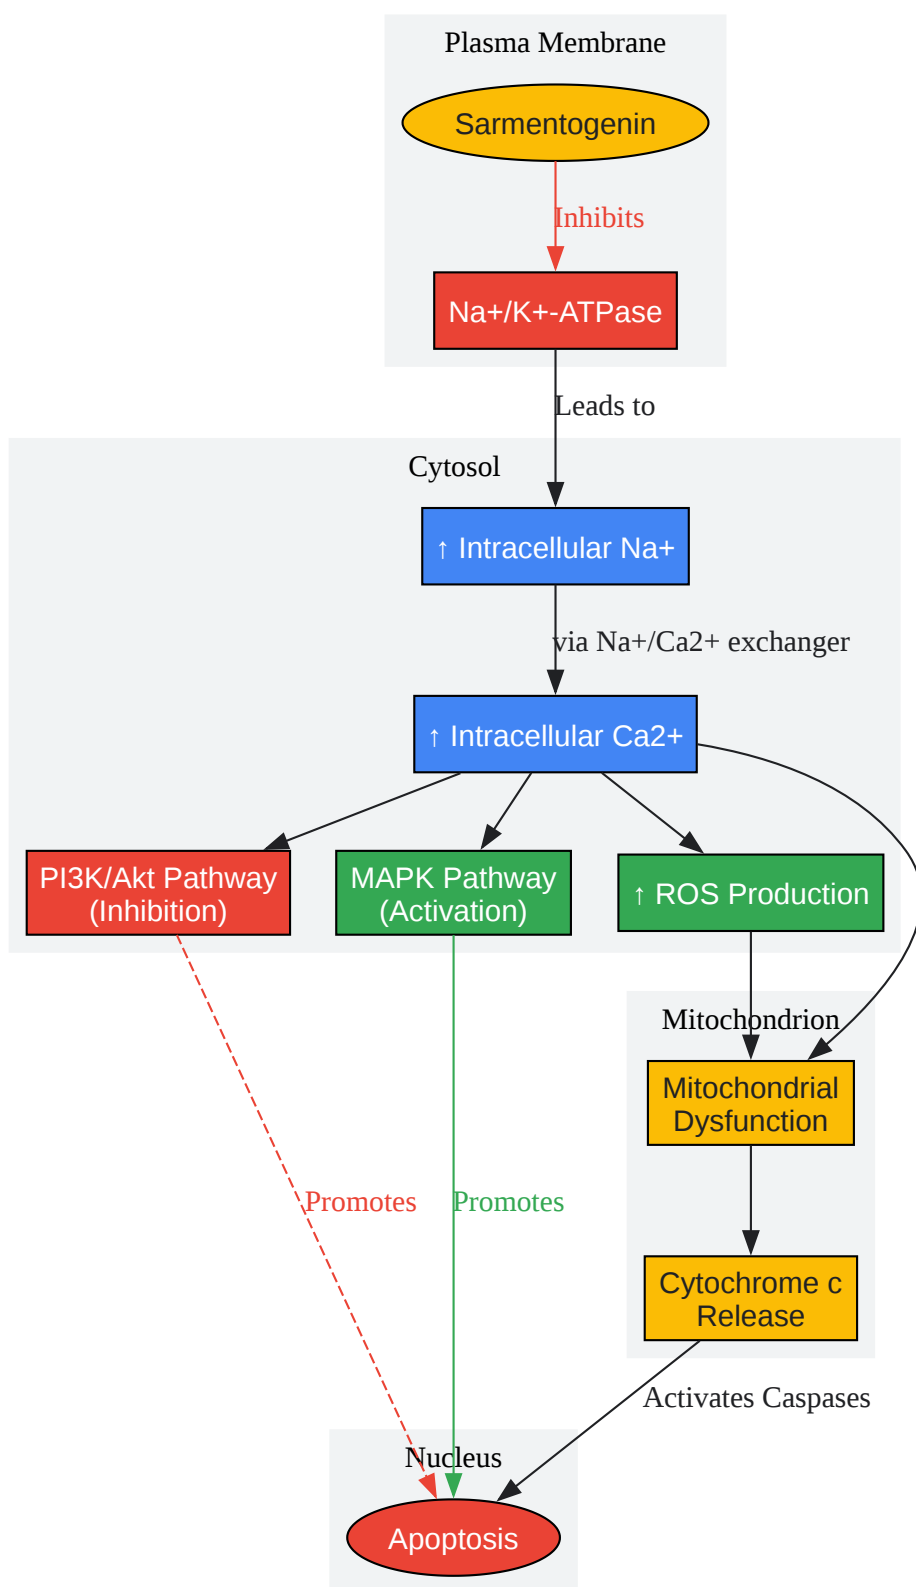 Plasma Membrane
Sarmentogenin
Inhibits
Na+/K+-ATPase
Leads to
Cytosol
↑ Intracellular Na+
via Na+/Ca2+ exchanger
↑ Intracellular Ca2+
PI3K/Akt Pathway
(Inhibition)
MAPK Pathway
(Activation)
↑ ROS Production
Mitochondrion
Mitochondrial
Dysfunction
Promotes
Promotes
Cytochrome c
Release
Activates Caspases
Nucleus
Apoptosis